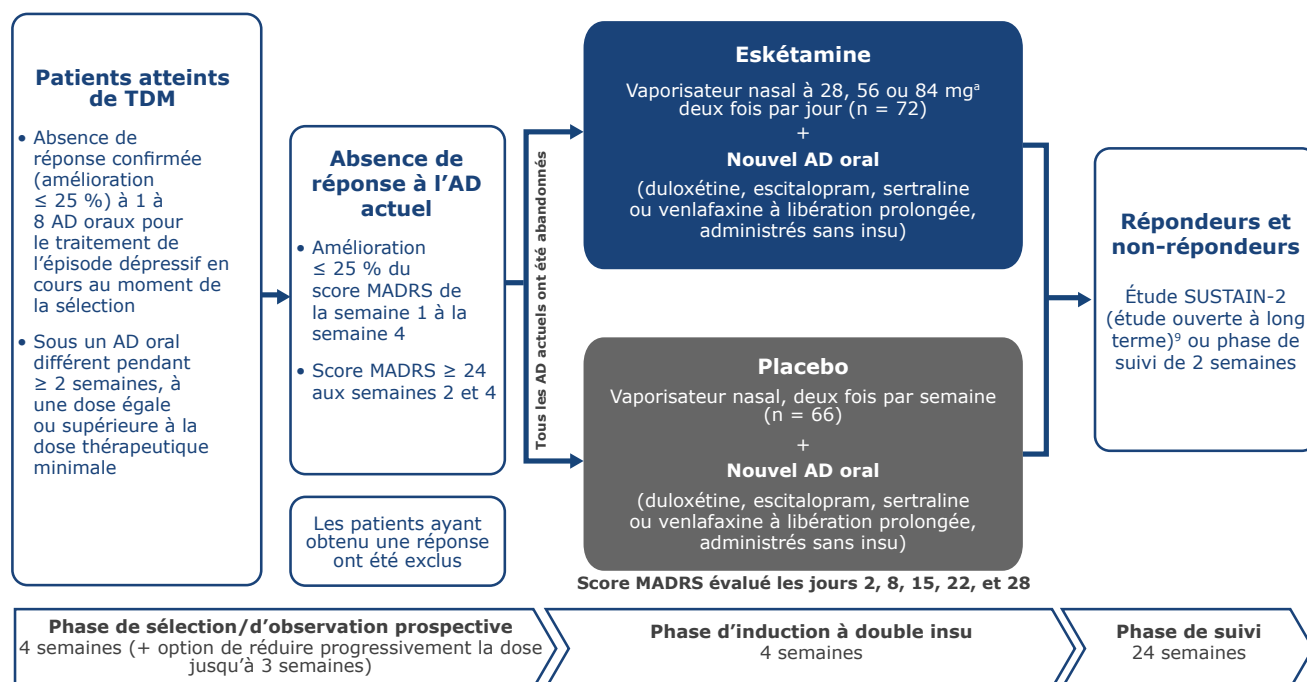 Patients atteints
de TDM
• Absence de
réponse confirmée
(amélioration
≤ 25 %) à 1 à
8 AD oraux pour
le traitement de
l’épisode dépressif en
cours au moment de
la sélection
• Sous un AD oral
différent pendant
≥ 2 semaines, à
une dose égale
ou supérieure à la
dose thérapeutique
minimale
Absence de
réponse à l’AD
actuel
• Amélioration
≤ 25 % du
score MADRS de
la semaine 1 à la
semaine 4
• Score MADRS ≥ 24
aux semaines 2 et 4
Les patients ayant
obtenu une réponse
ont été exclus
Tous les AD actuels ont été abandonnés
Eskétamine
Vaporisateur nasal à 28, 56 ou 84 mgᵃ
deux fois par jour (n = 72)
+
Nouvel AD oral
(duloxétine, escitalopram, sertraline
ou venlafaxine à libération prolongée,
administrés sans insu)
Placebo
Vaporisateur nasal, deux fois par semaine
(n = 66)
+
Nouvel AD oral
(duloxétine, escitalopram, sertraline
ou venlafaxine à libération prolongée,
administrés sans insu)
Score MADRS évalué les jours 2, 8, 15, 22, et 28
Répondeurs et
non-répondeurs
Étude SUSTAIN-2
(étude ouverte à long
terme)⁹ ou phase de
suivi de 2 semaines
Phase de sélection/d’observation prospective
4 semaines (+ option de réduire progressivement la dose
jusqu’à 3 semaines)
Phase d’induction à double insu
4 semaines
Phase de suivi
24 semaines